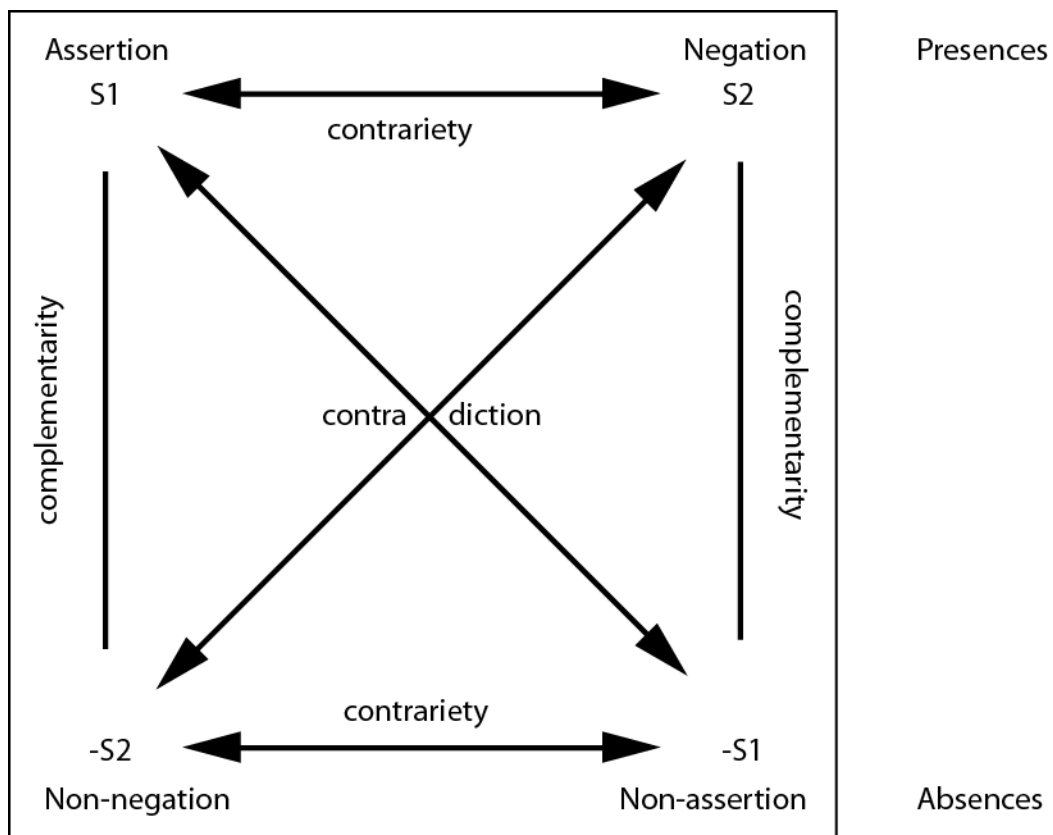 Assertion Negation Presences
S1 S2
contrariety
complementarity
complementarity
contra diction
contrariety
-S2 -S1
Non-negation Non-assertion Absences